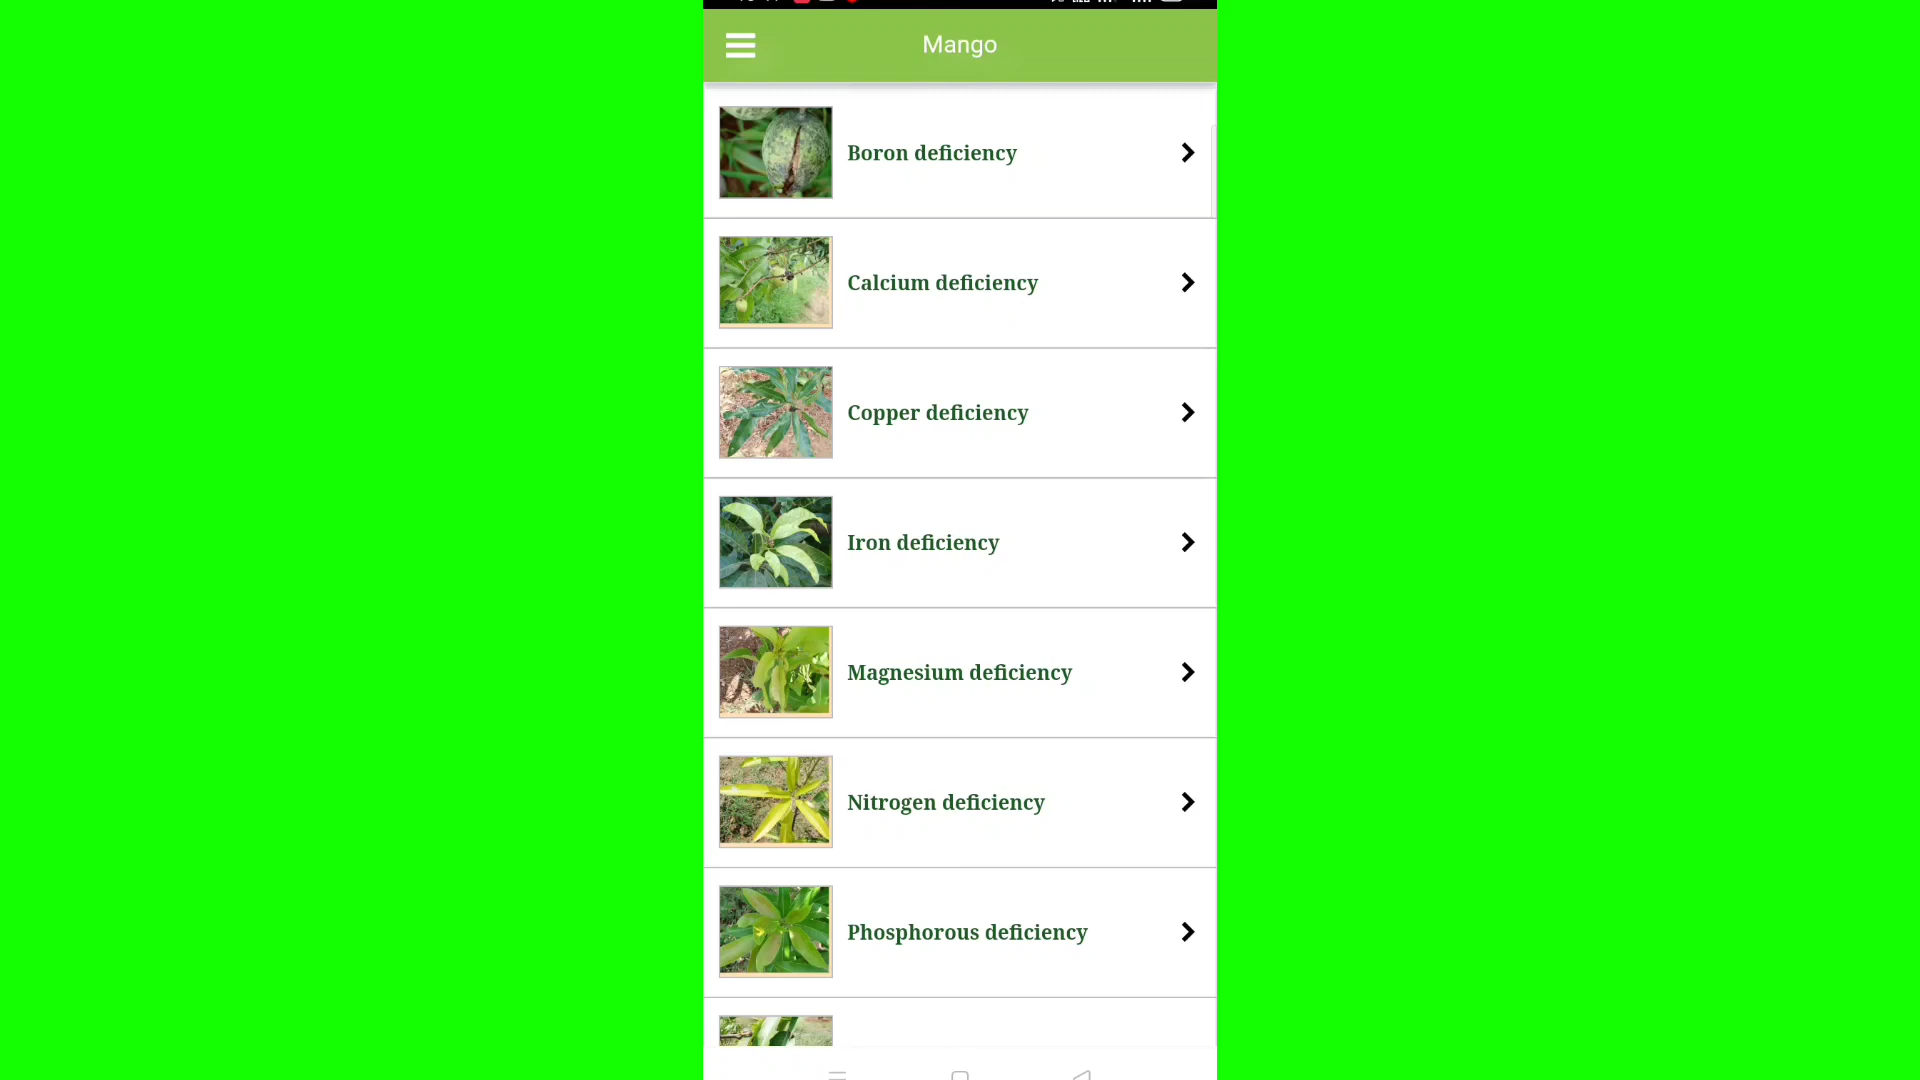 Mango
Boron deficiency
Calcium deficiency
Copper deficiency
Iron deficiency
Magnesium deficiency
Nitrogen deficiency
Phosphorous deficiency